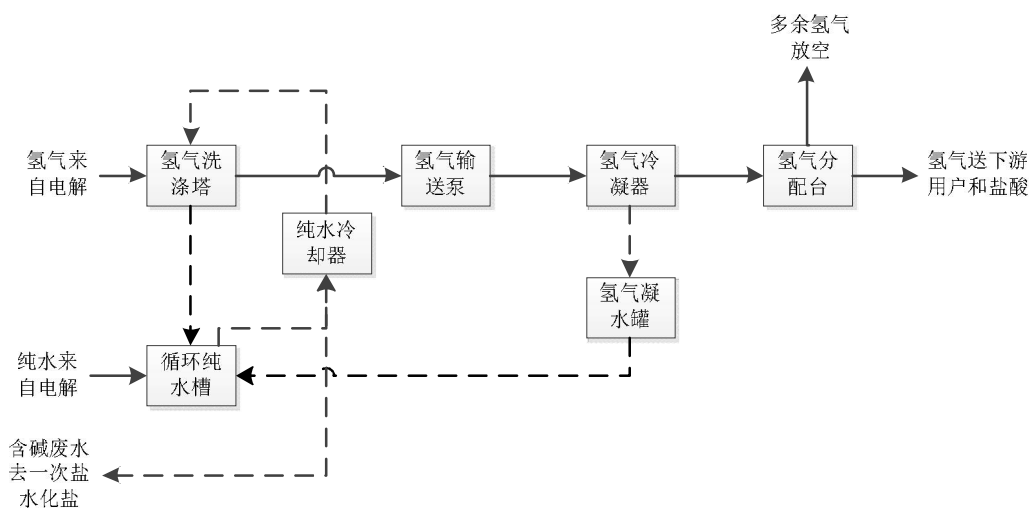 多余氢气
放空
氢气来
自电解
氢气洗
涤塔
氢气输
送泵
氢气冷
凝器
氢气分
配台
氢气送下游
用户和盐酸
纯水冷
却器
氢气凝
水罐
纯水来
自电解
循环纯
水槽
含碱废水
去一次盐
水化盐